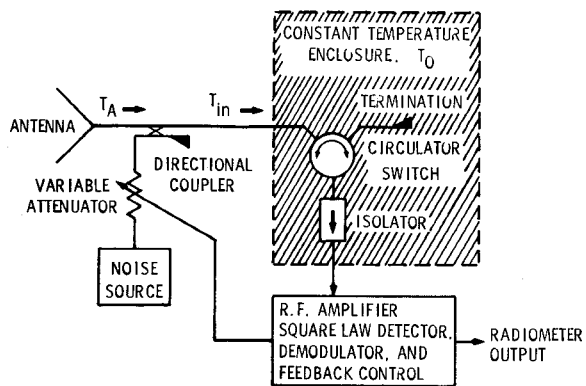 CONSTANT TEMPERATURE
ENCLOSURE. T0
TA
Tin
TERMINATION
ANTENNA
DIRECTIONAL
COUPLER
CIRCULATOR
SWITCH
VARIABLE
ATTENUATOR
ISOLATOR
NOISE
SOURCE
R.F. AMPLIFIER
SQUARE LAW DETECTOR,
DEMODULATOR, AND
FEEDBACK CONTROL
RADIOMETER
OUTPUT